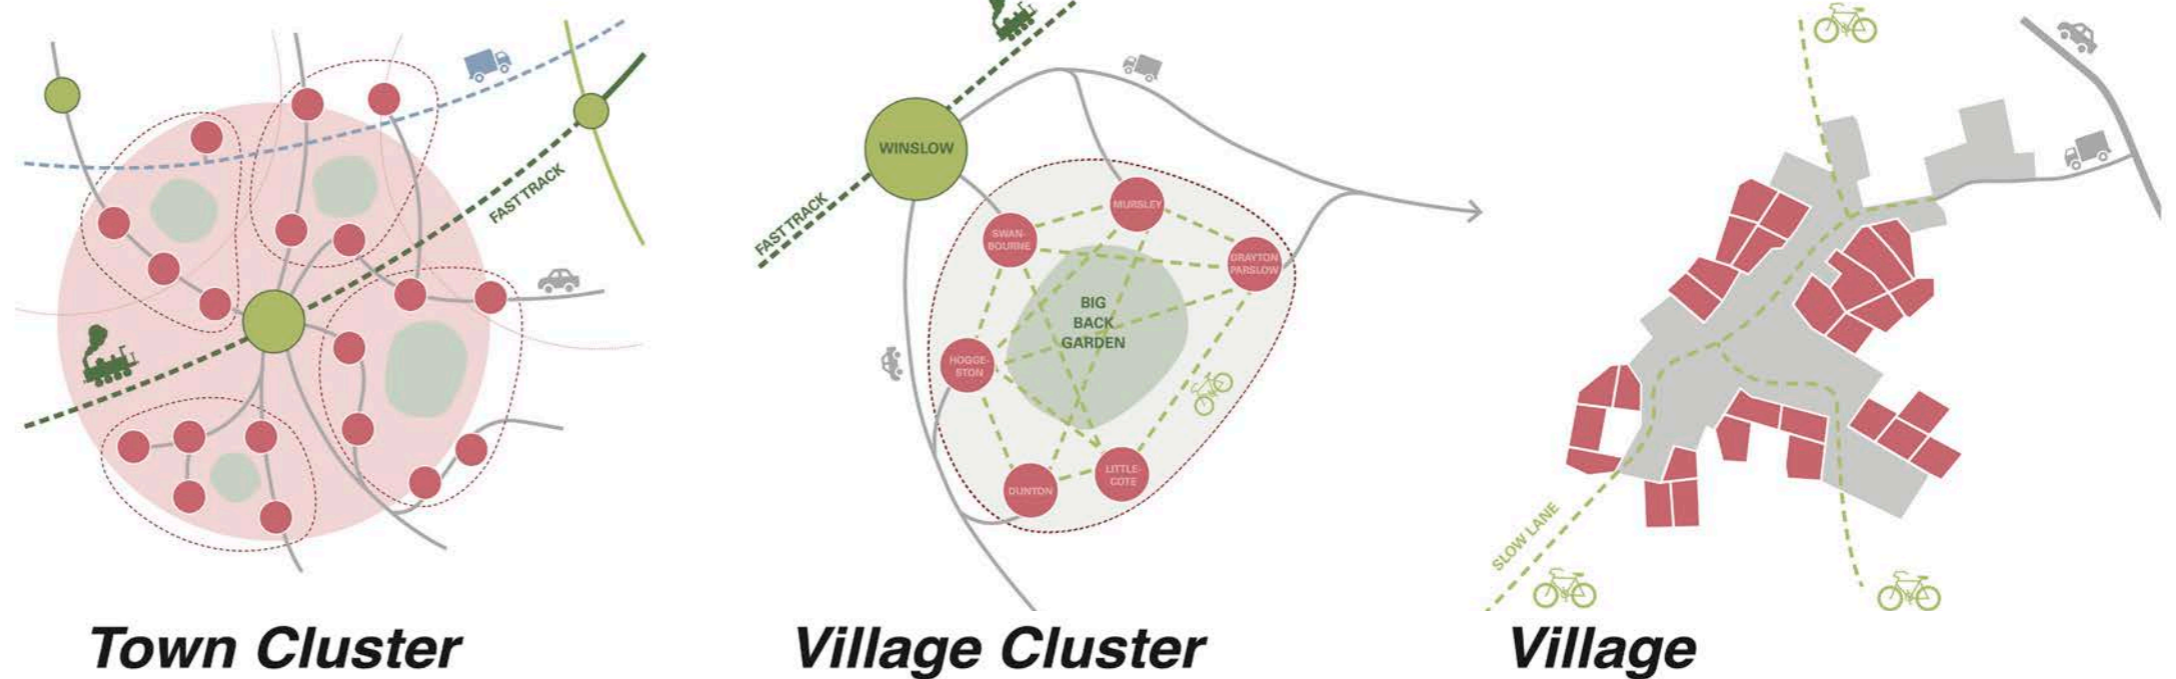 FAST TRACK
Town Cluster
WINSLOW
FAST TRACK
MURSLEY
SWAN-
BOURNE
GRAYTON
PARSLOW
BIG
BACK
GARDEN
HOGGE-
STON
DUNTON
LITTLE-
COTE
Village Cluster
SLOW LANE
Village